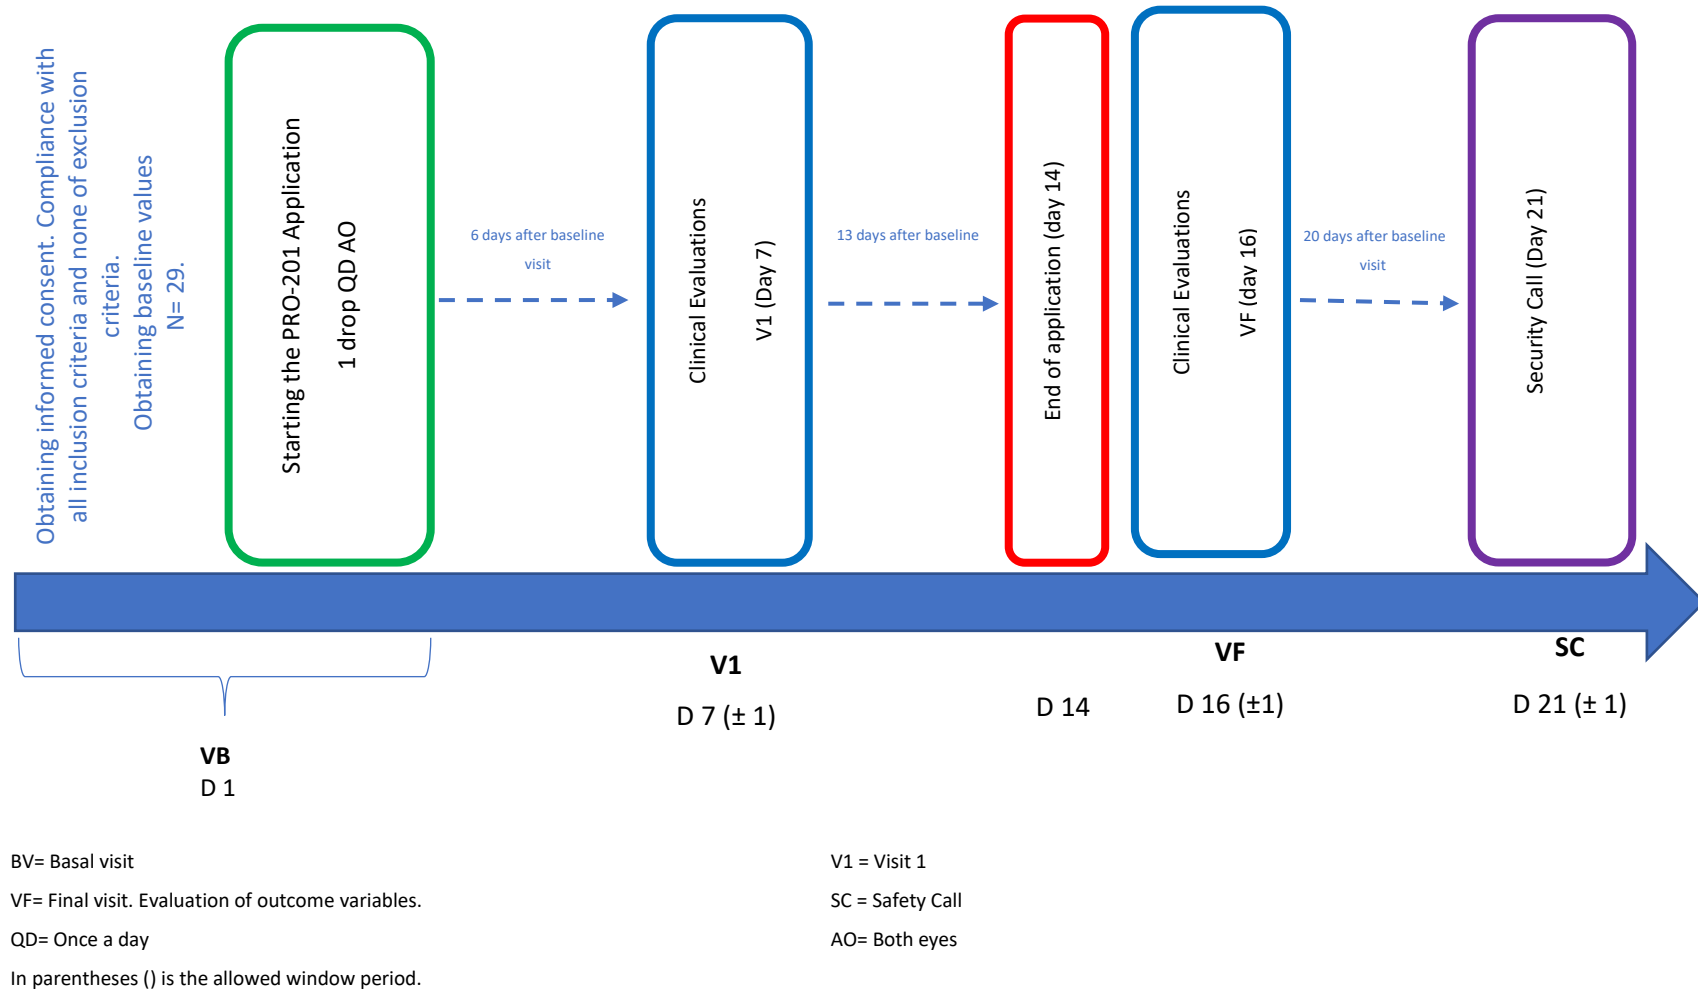 Obtaining informed consent. Compliance with
all inclusion criteria and none of exclusion
criteria.
Obtaining baseline values
N= 29.
Starting the PRO-201 Application
1 drop QD AO
6 days after baseline
visit
Clinical Evaluations
V1 (Day 7)
13 days after baseline
End of application (day 14)
Clinical Evaluations
VF (day 16)
20 days after baseline
visit
Security Call (Day 21)
VB
D 1
V1
D 7 (± 1)
D 14
VF
D 16 (±1)
SC
D 21 (± 1)
BV= Basal visit
VF= Final visit. Evaluation of outcome variables.
QD= Once a day
In parentheses () is the allowed window period.
V1 = Visit 1
SC = Safety Call
AO= Both eyes